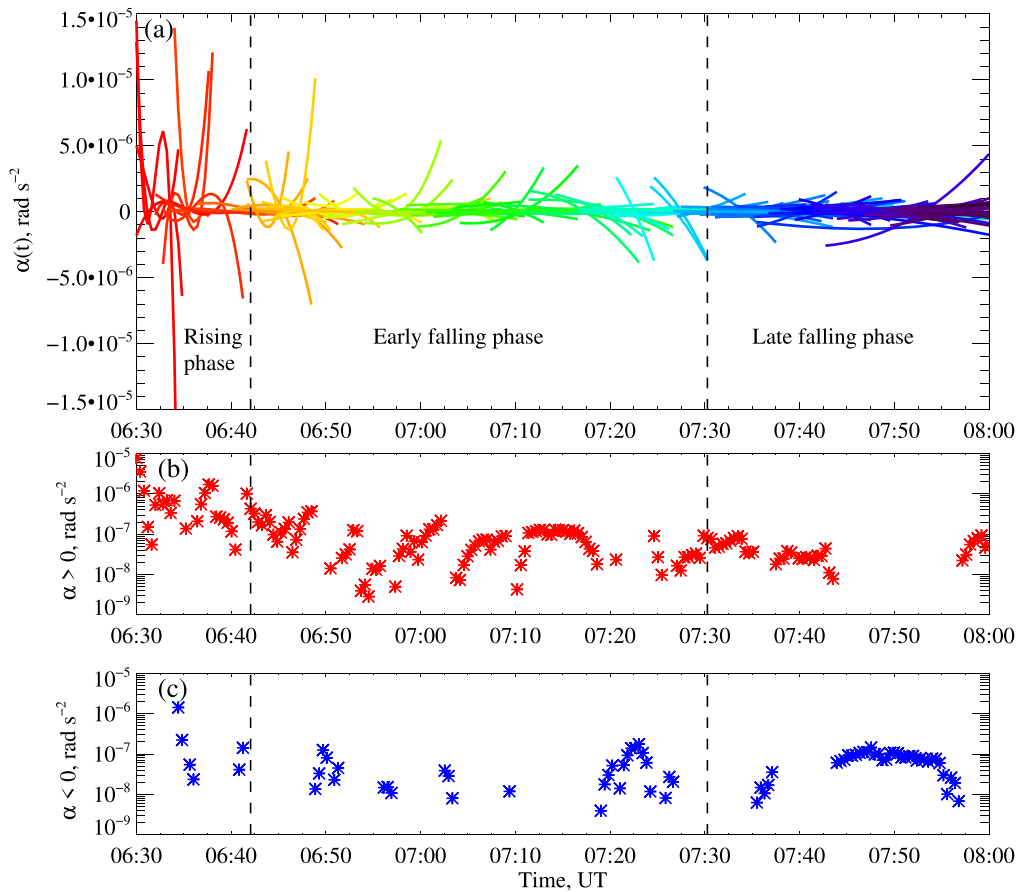 (a)
1.5•10⁻⁵
1.0•10⁻⁵
5.0•10⁻⁶
0
−5.0•10⁻⁶
−1.0•10⁻⁵
−1.5•10⁻⁵
α(t), rad s⁻²
Rising phase
Early falling phase
Late falling phase
06:30 06:40 06:50 07:00 07:10 07:20 07:30 07:40 07:50 08:00
(b)
10⁻⁵
10⁻⁶
10⁻⁷
10⁻⁸
10⁻⁹
α > 0, rad s⁻²
06:30 06:40 06:50 07:00 07:10 07:20 07:30 07:40 07:50 08:00
(c)
10⁻⁵
10⁻⁶
10⁻⁷
10⁻⁸
10⁻⁹
α < 0, rad s⁻²
06:30 06:40 06:50 07:00 07:10 07:20 07:30 07:40 07:50 08:00
Time, UT